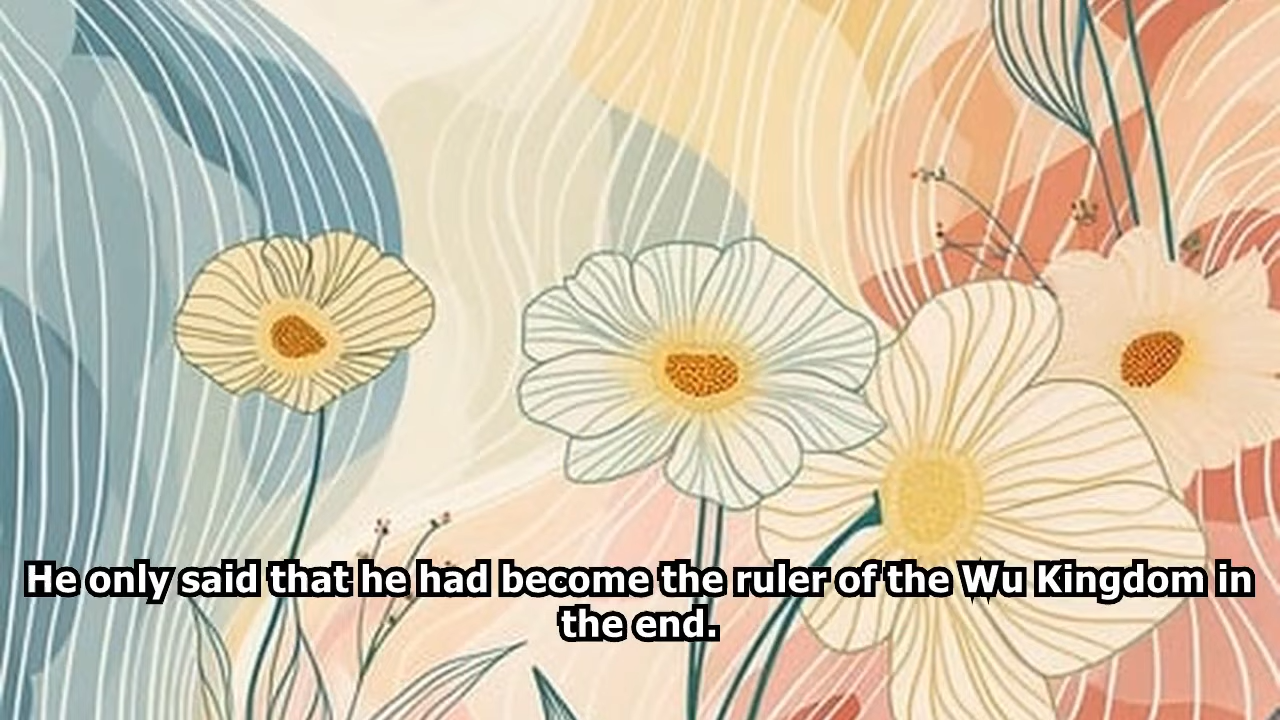 He only said that he had become the ruler of the Wu Kingdom in
the end.